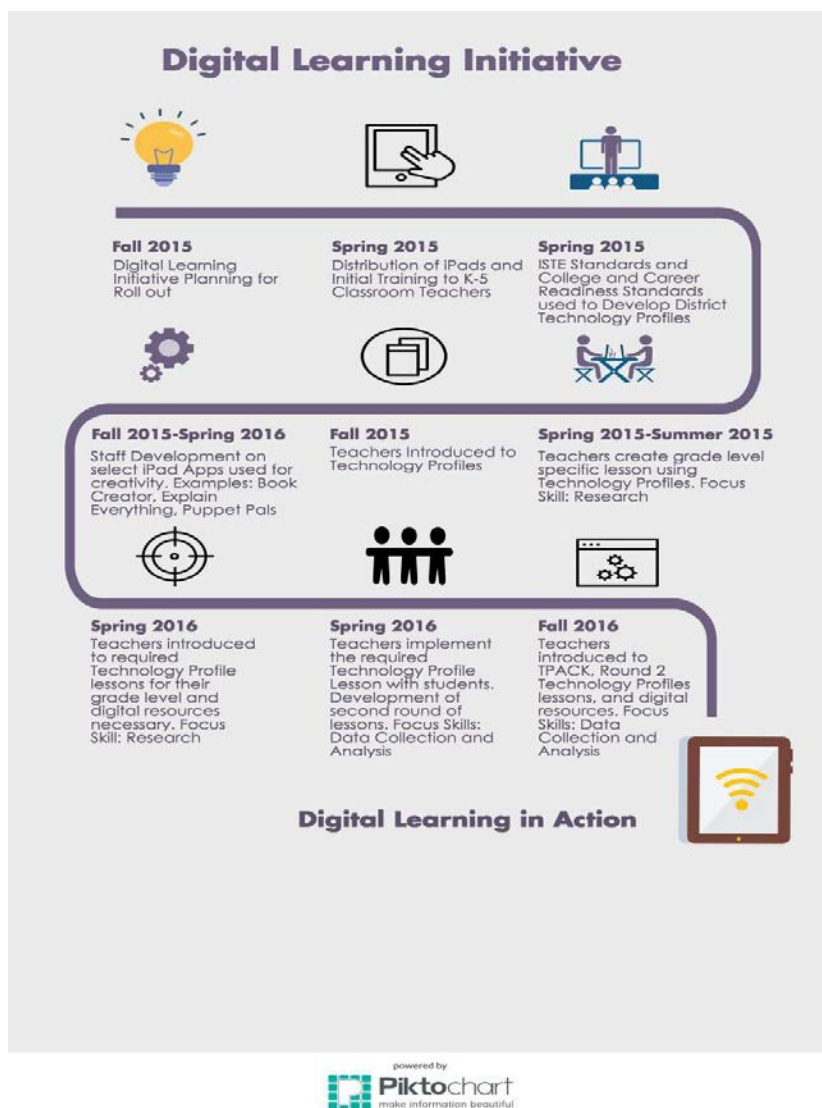 Digital Learning Initiative
Fall 2015
Digital Learning
Initiative Planning for
Roll out
Spring 2015
Distribution of iPads and
Initial Training to K-5
Classroom Teachers
Spring 2015
ISTE Standards and
College and Career
Readiness Standards
used to Develop District
Technology Profiles
Fall 2015-Spring 2016
Staff Development on
select iPad Apps used for
creativity. Examples: Book
Creator, Explain
Everything, Puppet Pals
Fall 2015
Teachers Introduced to
Technology Profiles
Spring 2015-Summer 2015
Teachers create grade level
specific lesson using
Technology Profiles. Focus
Skill: Research
Spring 2016
Teachers introduced
to required
Technology Profile
lessons for their
grade level and
digital resources
necessary. Focus
Skill: Research
Spring 2016
Teachers implement
the required
Technology Profile
Lesson with students.
Development of
second round of
lessons. Focus Skills:
Data Collection and
Analysis
Fall 2016
Teachers
introduced to
TPACK, Round 2
Technology Profiles
lessons, and digital
resources. Focus
Skills: Data
Collection and
Analysis
Digital Learning in Action
powered by
Piktochart
make information beautiful